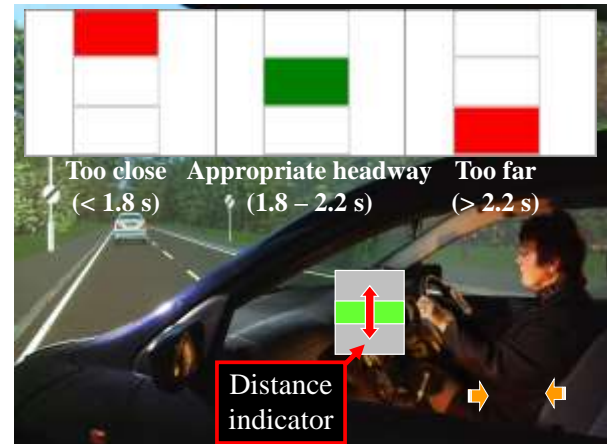 Too close Appropriate headway Too far
(< 1.8 s) (1.8 – 2.2 s) (> 2.2 s)
Distance
indicator